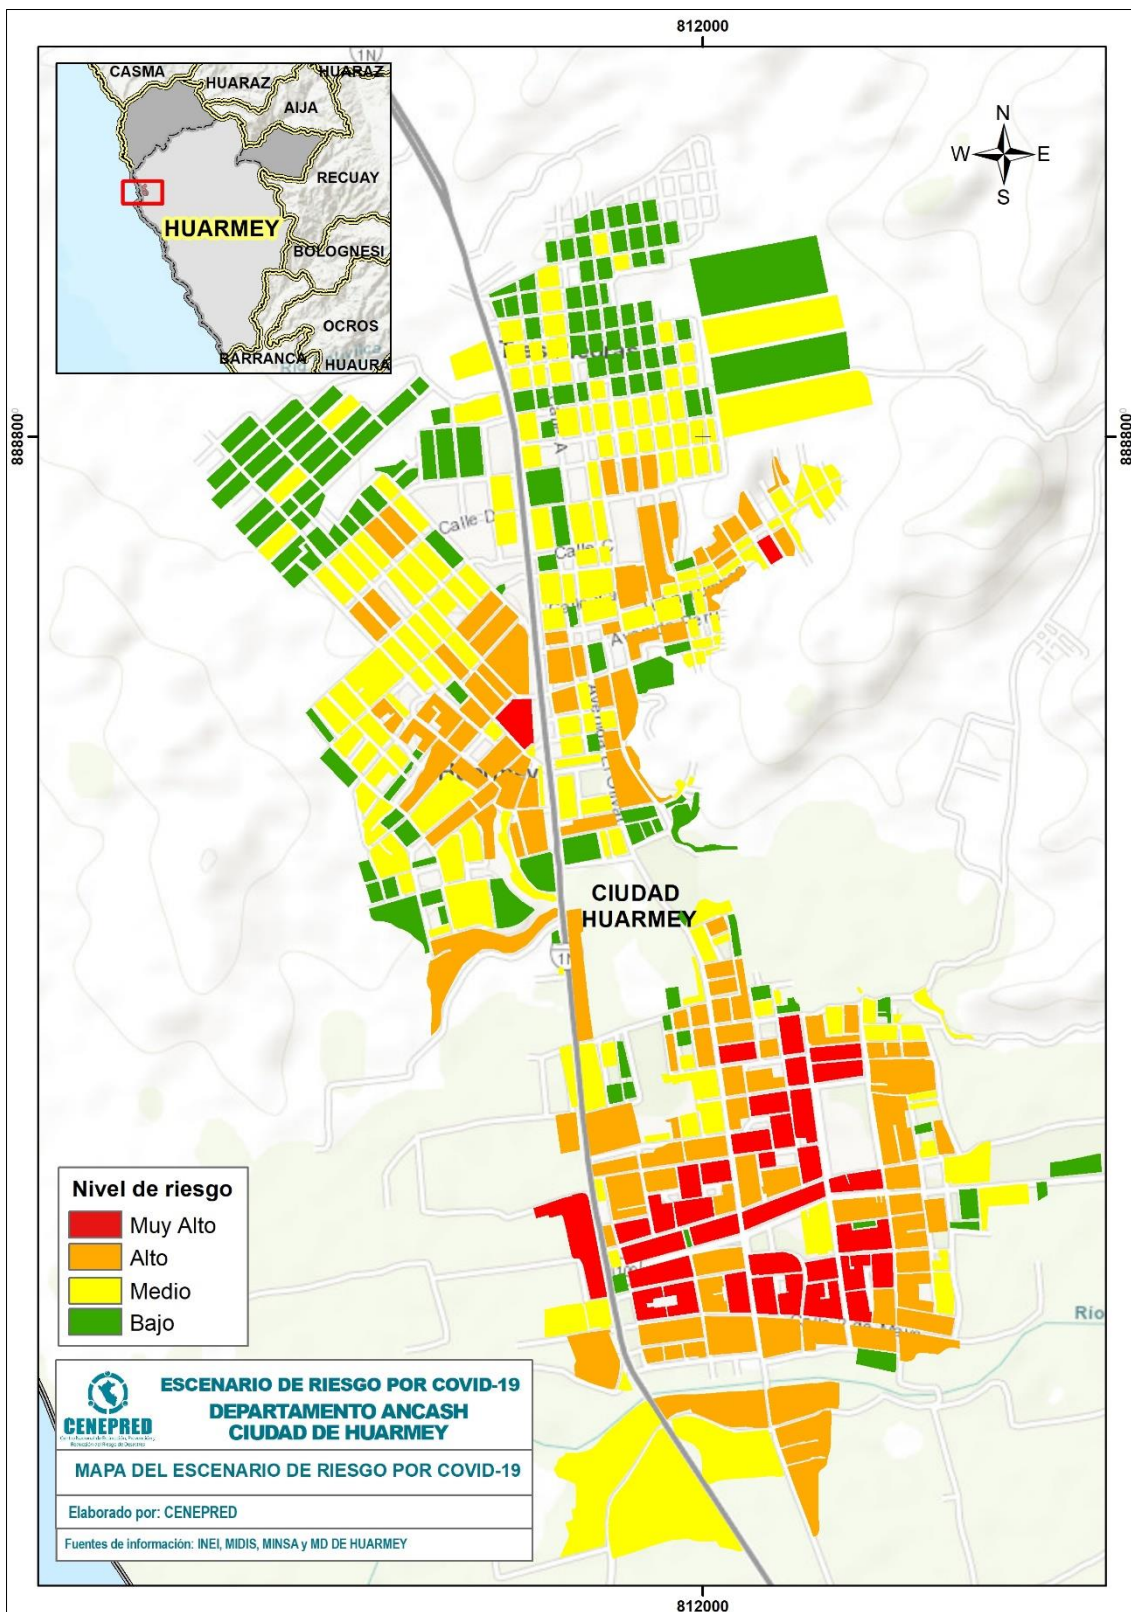 812000
1N
CASMA
HUARAZ
HUARAZ
AIJA
RECUAY
HUARMEY
BOLOGNESI
OCROS
BARRANCA
HUAURA
N
W E
S
888800
888800
Calle A
Calle D
Calle C
CIUDAD
HUARMEY
1N
Río
Nivel de riesgo
Muy Alto
Alto
Medio
Bajo
CENEPRED
ESCENARIO DE RIESGO POR COVID-19
DEPARTAMENTO ANCASH
CIUDAD DE HUARMEY
MAPA DEL ESCENARIO DE RIESGO POR COVID-19
Elaborado por: CENEPRED
Fuentes de información: INEI, MIDIS, MINSA y MD DE HUARMEY
812000